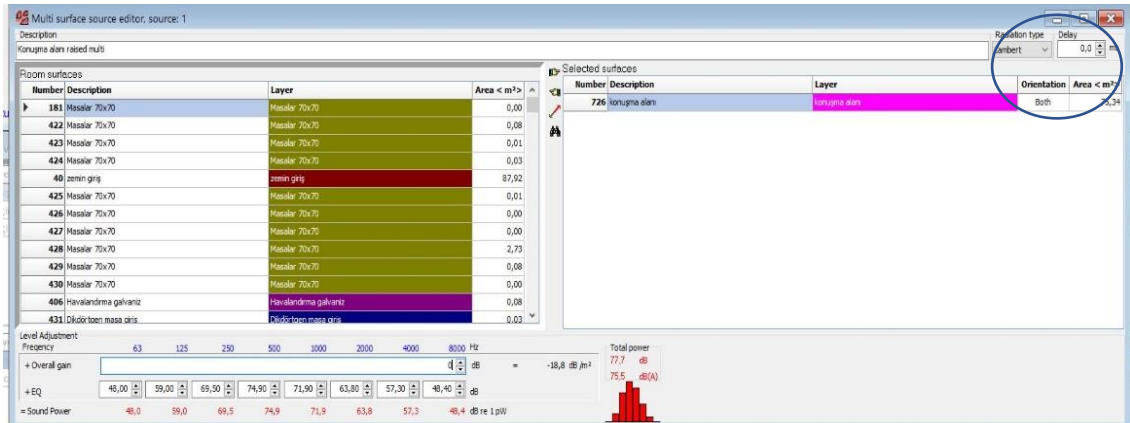 Multi surface source editor, source: 1
Description Radiation type Delay
Konuşma alanı raised multi Lambert 0,0
Room surfaces
Number Description Layer Area < m²>
181 Masalar 70x70 Masalar 70x70 0,00
422 Masalar 70x70 Masalar 70x70 0,08
423 Masalar 70x70 Masalar 70x70 0,01
424 Masalar 70x70 Masalar 70x70 0,03
40 zemin giriş zemin giriş 87,92
425 Masalar 70x70 Masalar 70x70 0,01
426 Masalar 70x70 Masalar 70x70 0,00
427 Masalar 70x70 Masalar 70x70 0,00
428 Masalar 70x70 Masalar 70x70 2,73
429 Masalar 70x70 Masalar 70x70 0,08
430 Masalar 70x70 Masalar 70x70 0,00
406 Havalandırma galvaniz Havalandırma galvaniz 0,08
431 Dikdörtgen masa giriş Dikdörtgen masa giriş 0,03
Selected surfaces
Number Description Layer Orientation Area < m²>
726 konuşma alanı konuşma alanı Both
Level Adjustment
Freqency 63 125 250 500 1000 2000 4000 8000 Hz
+ Overall gain 0 dB = -18,8 dB /m²
+ EQ 48,00 59,00 69,50 74,90 71,90 63,80 57,30 48,40 dB
= Sound Power 48,0 59,0 69,5 74,9 71,9 63,8 57,3 48,4 dB re 1 pW
Total power
77,7 dB
75,5 dB(A)